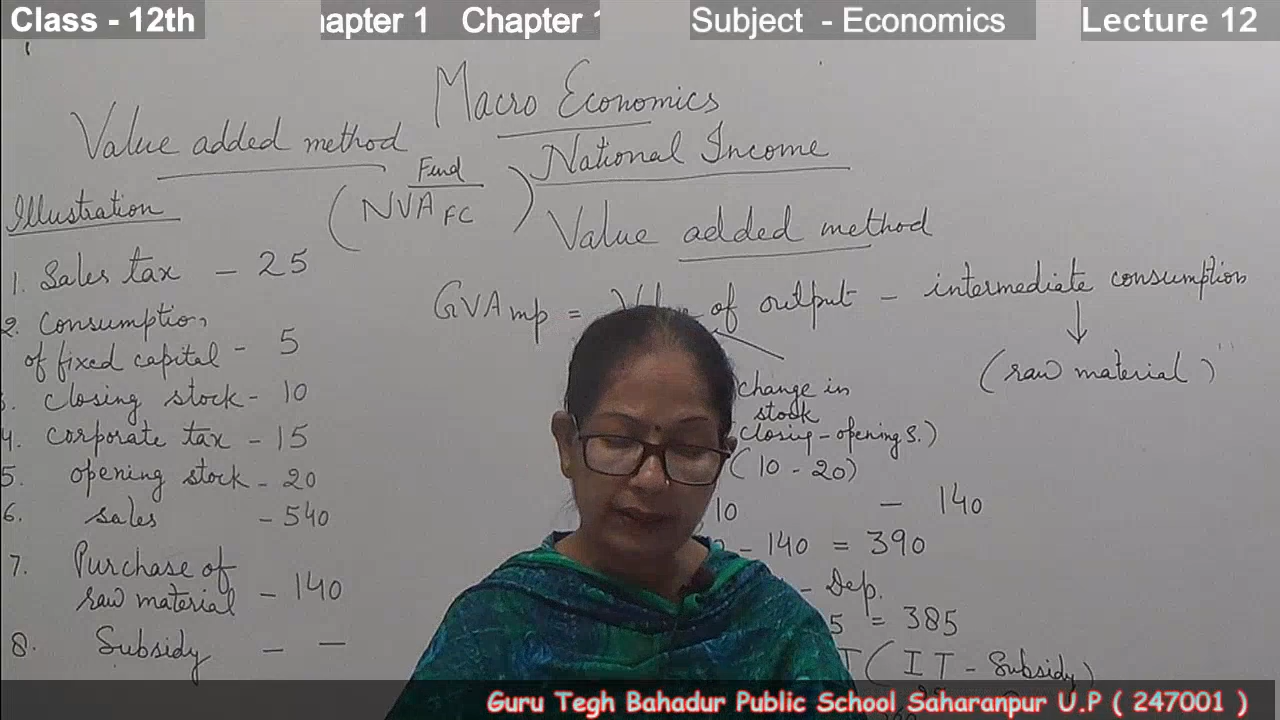 Class - 12th
hapter 1 Chapter
Subject - Economics
Lecture 12
Macro Economics
National Income
Value added method
Find
(NVA FC)
Illustration
1. Sales tax - 25
2. Consumption
of fixed capital - 5
closing stock - 10
4. corporate tax - 15
5. opening stock - 20
6. sales - 540
7. Purchase of
raw material - 140
8. Subsidy - -
Value added method
GVA mp = of output - intermediate consumption
(raw material)
change in
stock
closing - opening S.)
(10 - 20)
10 - 140
- 140 = 390
- Dep.
5 = 385
(IT - Subsidy)
Guru Tegh Bahadur Public School Saharanpur U.P ( 247001 )